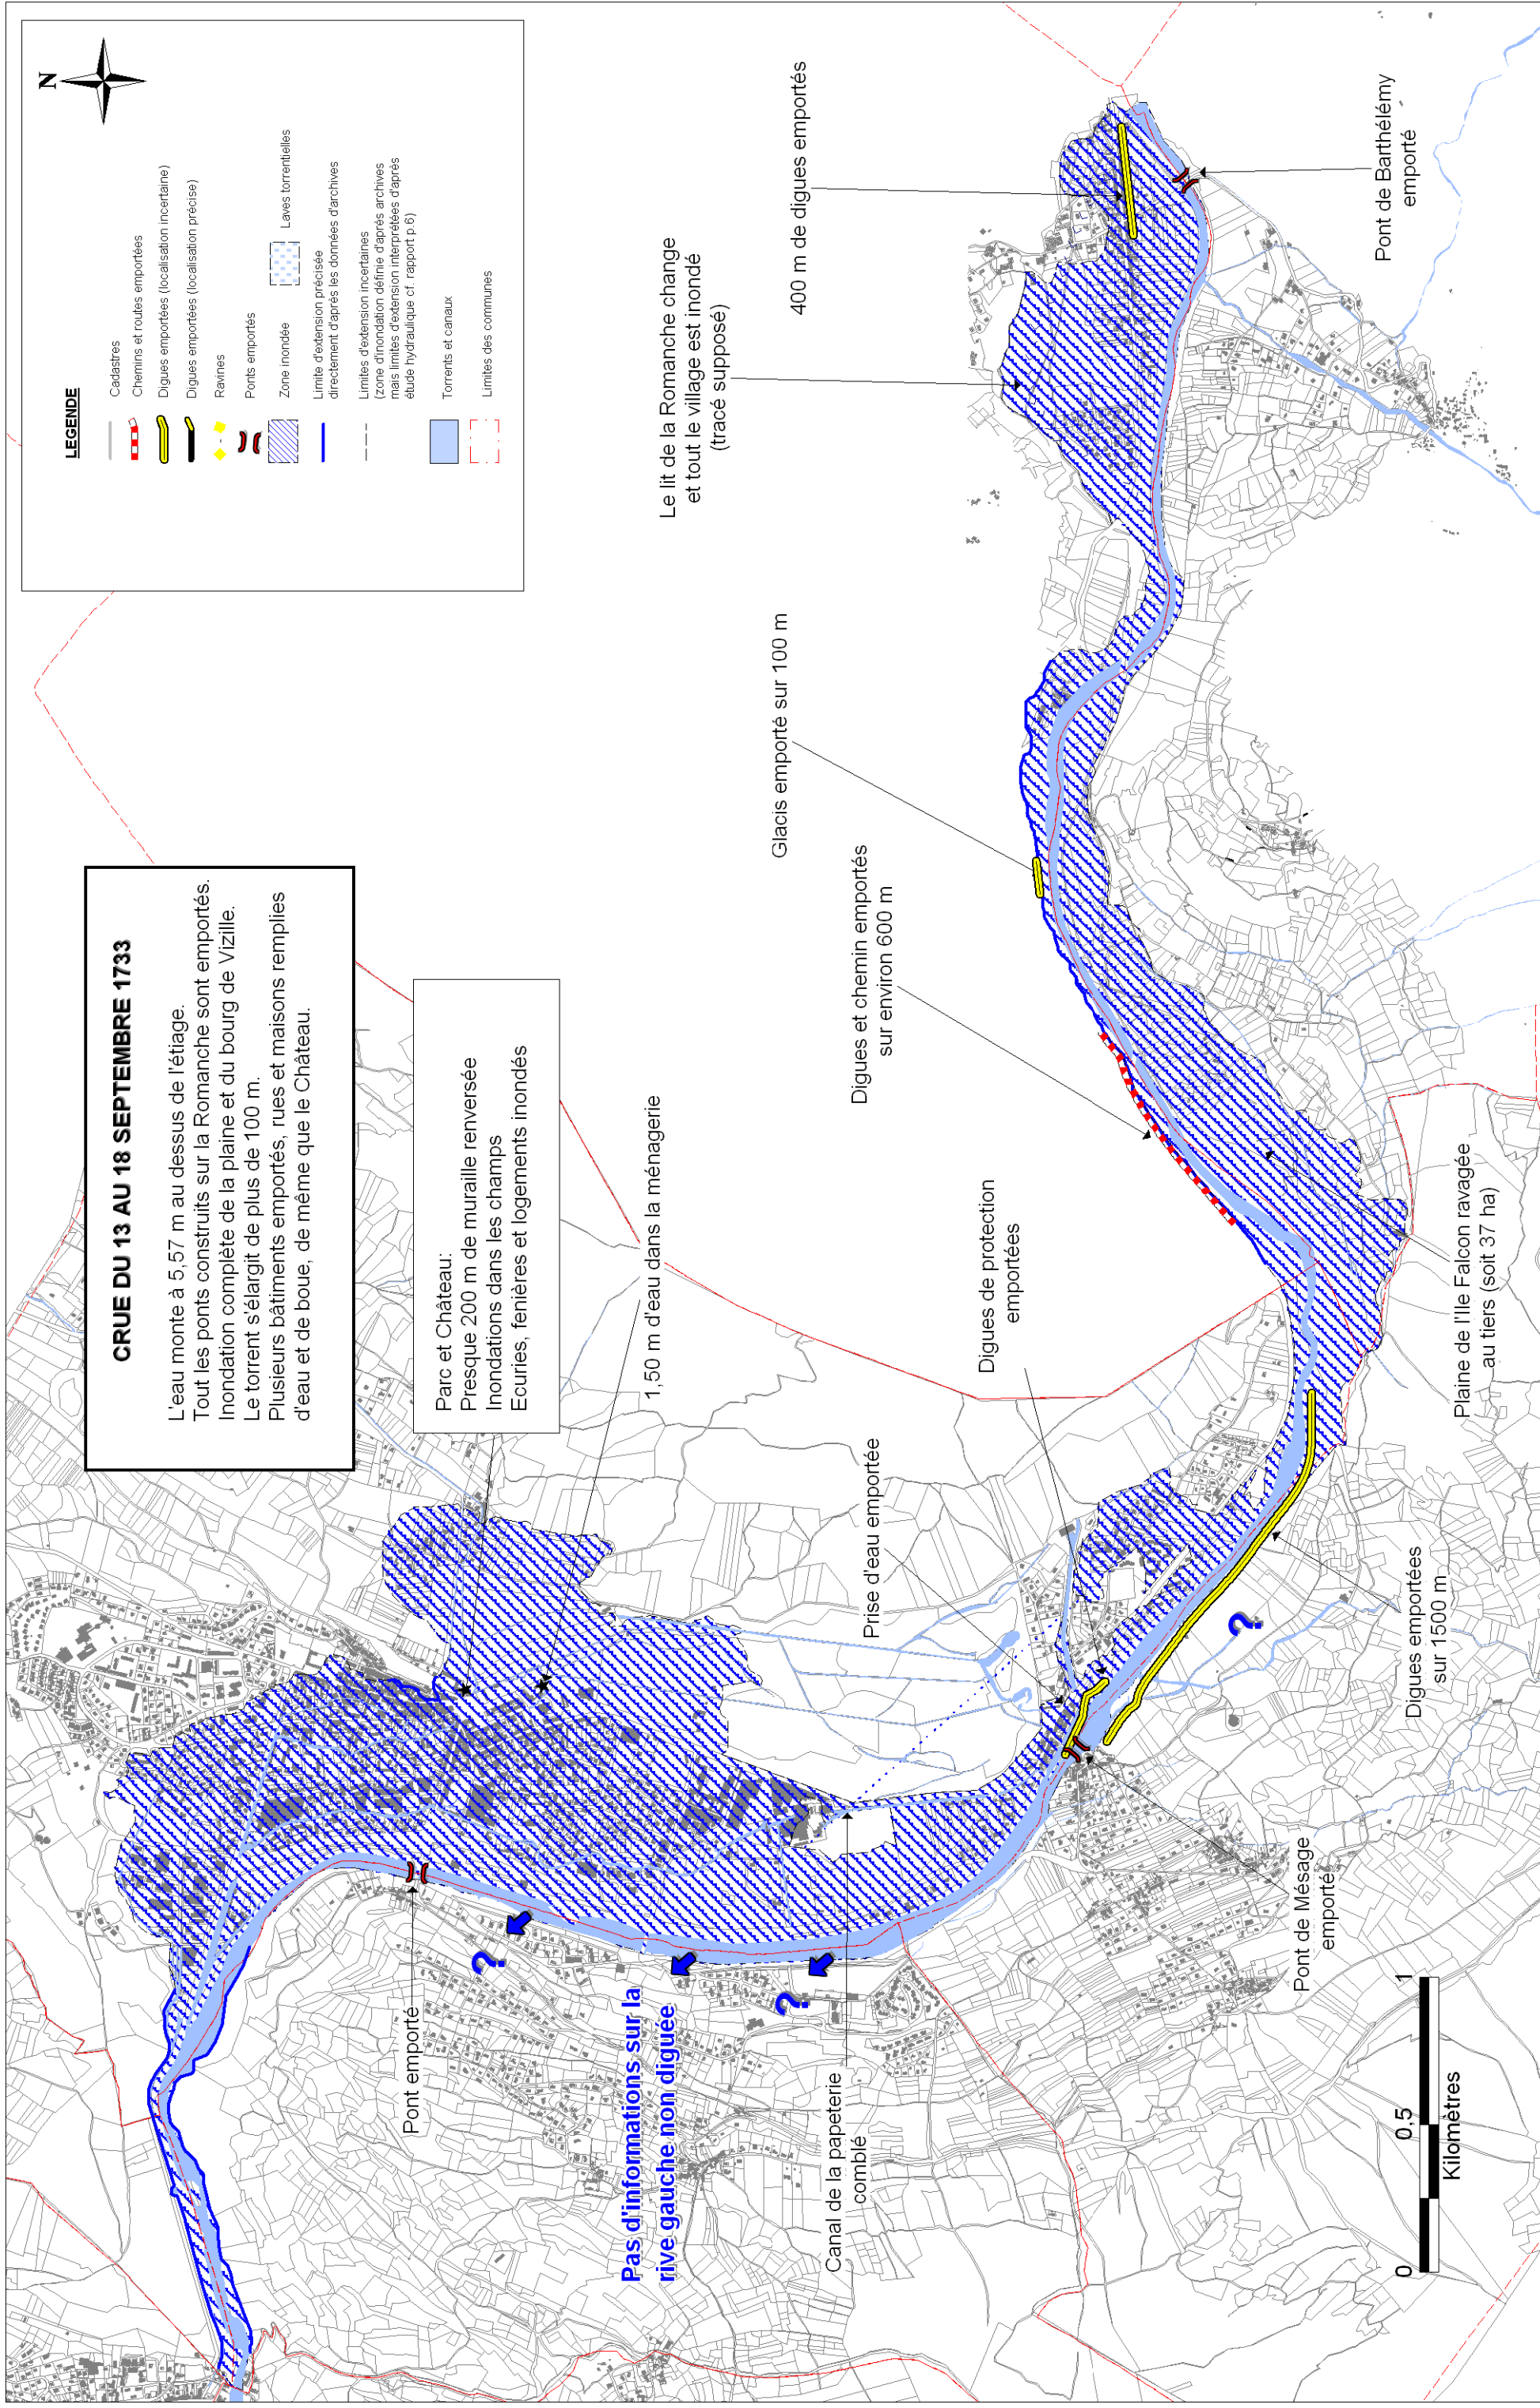 CRUE DU 13 AU 18 SEPTEMBRE 1733
L'eau monte à 5,57 m au dessus de l'étiage.
Tout les ponts construits sur la Romanche sont emportés.
Inondation complète de la plaine et du bourg de Vizille.
Le torrent s'élargit de plus de 100 m.
Plusieurs bâtiments emportés, rues et maisons remplies
d'eau et de boue, de même que le Château.
Parc et Château:
Presque 200 m de muraille renversée
Inondations dans les champs
Ecuries, fenières et logements inondés
1,50 m d'eau dans la ménagerie
LEGENDE
Cadastres
Chemins et routes emportées
Digues emportées (localisation incertaine)
Digues emportées (localisation précise)
Ravines
Ponts emportés
Zone inondée
Laves torrentielles
Limite d'extension précisée
directement d'après les données d'archives
Limites d'extension incertaines
(zone d'inondation définie d'après archives
mais limites d'extension interprétées d'après
étude hydraulique cf. rapport p.6)
Torrents et canaux
Limites des communes
N
Pont emporté
?
Pas d'informations sur la
rive gauche non diguée
?
Canal de la papeterie
comblé
Prise d'eau emportée
Digues de protection
emportées
Digues et chemin emportés
sur environ 600 m
Glacis emporté sur 100 m
Le lit de la Romanche change
et tout le village est inondé
(tracé supposé)
400 m de digues emportés
Pont de Barthélémy
emporté
Pont de Mésage
emporté
?
Digues emportées
sur 1500 m
Plaine de l'Ile Falcon ravagée
au tiers (soit 37 ha)
0
0,5
1
Kilomètres